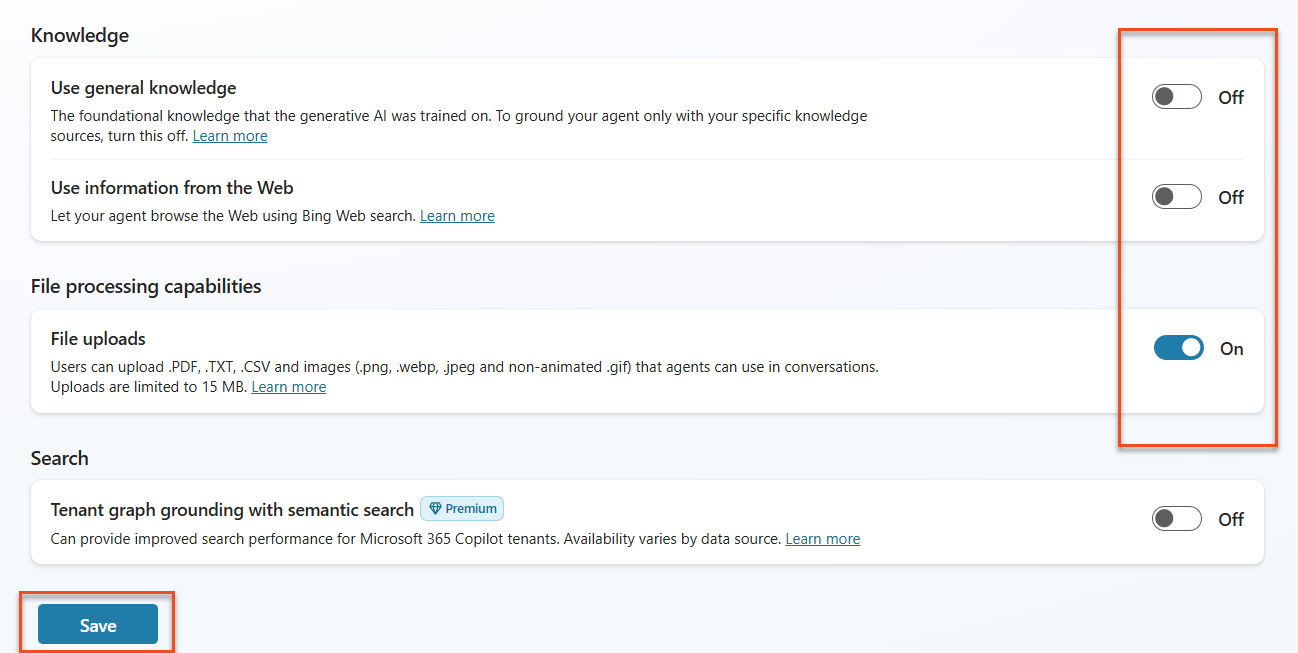 Knowledge
Use general knowledge
Off
The foundational knowledge that the generative AI was trained on. To ground your agent only with your specific knowledge
sources, turn this off. Learn more
Use information from the Web
Off
Let your agent browse the Web using Bing Web search. Learn more
File processing capabilities
File uploads
On
Users can upload .PDF, .TXT, .CSV and images (.png, .webp, .jpeg and non-animated .gif) that agents can use in conversations.
Uploads are limited to 15 MB. Learn more
Search
Tenant graph grounding with semantic search Premium
Off
Can provide improved search performance for Microsoft 365 Copilot tenants. Availability varies by data source. Learn more
Save